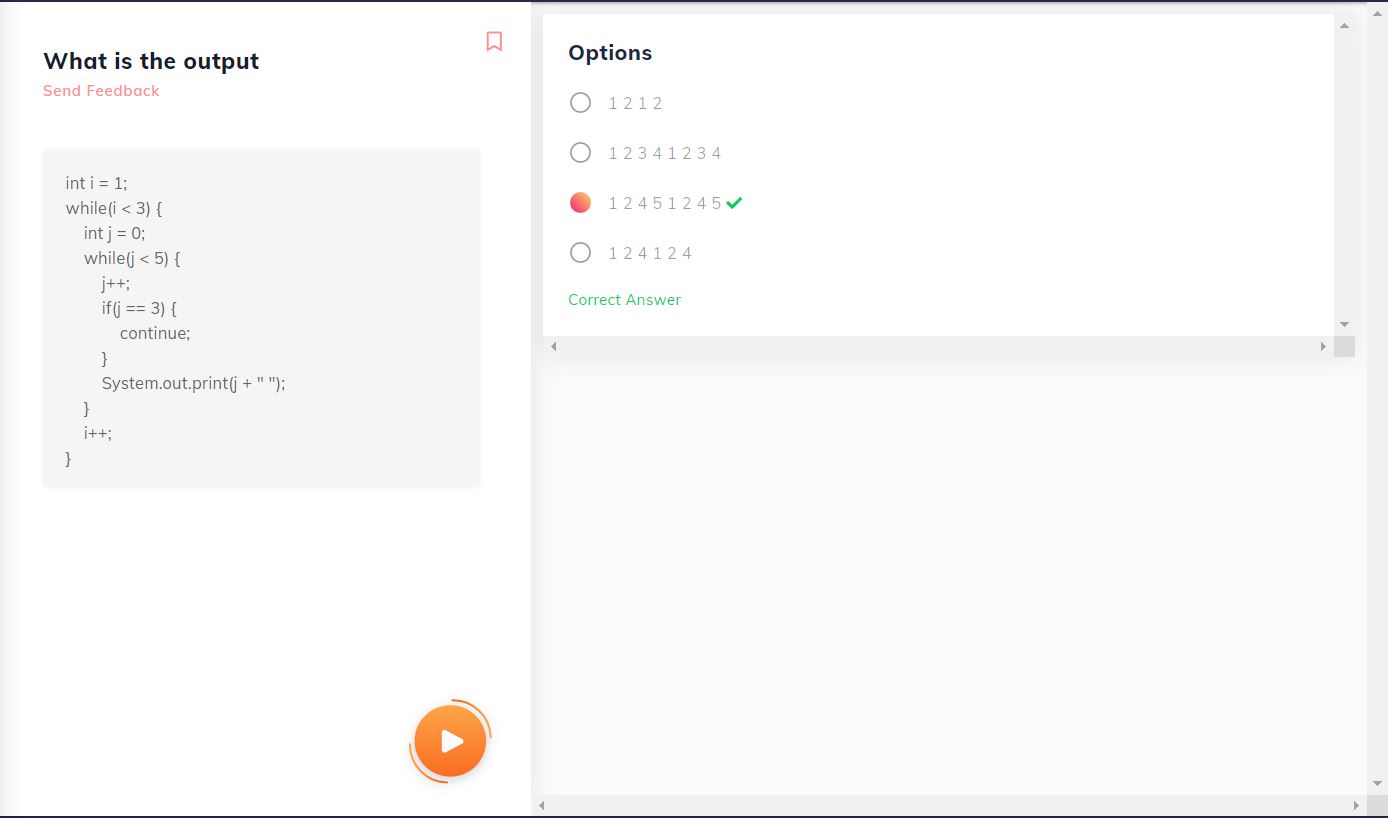 What is the output
Send Feedback
int i = 1;
while(i < 3) {
    int j = 0;
    while(j < 5) {
        j++;
        if(j == 3) {
            continue;
        }
        System.out.print(j + " ");
    }
    i++;
}
Options
1 2 1 2
1 2 3 4 1 2 3 4
1 2 4 5 1 2 4 5
1 2 4 1 2 4
Correct Answer